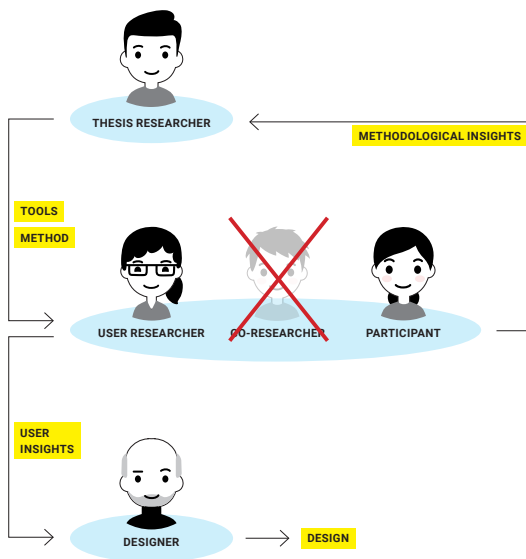 THESIS RESEARCHER
METHODOLOGICAL INSIGHTS
TOOLS
METHOD
USER RESEARCHER
CO-RESEARCHER
PARTICIPANT
USER
INSIGHTS
DESIGNER
DESIGN